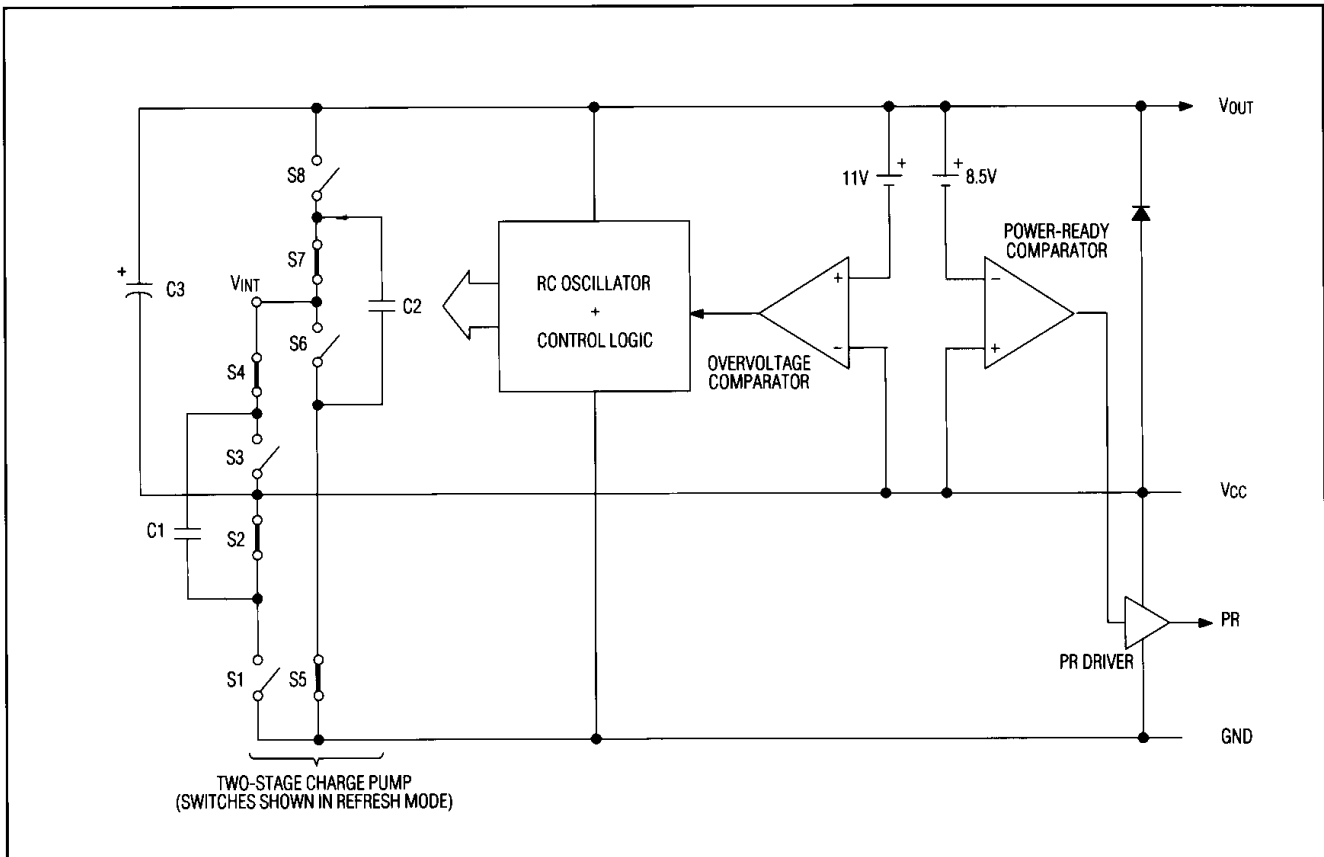 VOUT
S8
+
11V
+
8.5V
POWER-READY
COMPARATOR
S7
+
C3
VINT
C2
RC OSCILLATOR
+
CONTROL LOGIC
+
−
−
+
S6
OVERVOLTAGE
COMPARATOR
S4
S3
VCC
C1
S2
PR
PR DRIVER
S1
S5
GND
TWO-STAGE CHARGE PUMP
(SWITCHES SHOWN IN REFRESH MODE)